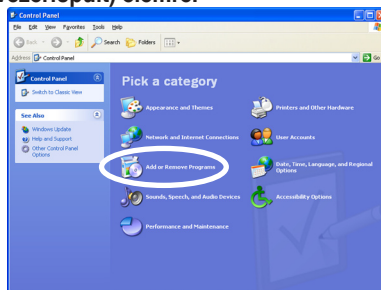 Control Panel
File Edit View Favorites Tools Help
Back Search Folders
Address Control Panel Go
Control Panel
Switch to Classic View
See Also
Windows Update
Help and Support
Other Control Panel
Options
Pick a category
Appearance and Themes
Printers and Other Hardware
Network and Internet Connections
User Accounts
Add or Remove Programs
Date, Time, Language, and Regional
Options
Sounds, Speech, and Audio Devices
Accessibility Options
Performance and Maintenance